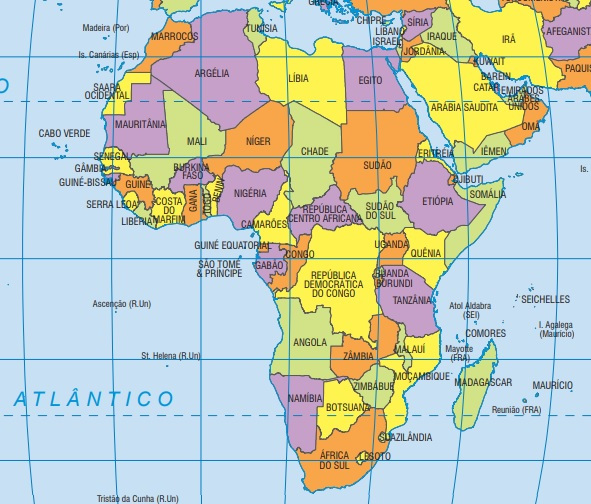 GRÉCIA
Madeira (Por)
TUNÍSIA
CHIPRE
SÍRIA
MARROCOS
LÍBANO
IRAQUE
IRÃ
AFEGANIST
ISRAEL
Is. Canárias (Esp)
JORDÂNIA
KUWAIT
PAQUIS
ARGÉLIA
LÍBIA
EGITO
BAREIN
CATAR
EMIRADOS
ÁRABES
UNIDOS
SAARA
OCIDENTAL
ARÁBIA SAUDITA
O
OMÃ
MAURITÂNIA
CABO VERDE
MALI
NÍGER
CHADE
SUDÃO
ERITRÉIA
IÊMEN
SENEGAL
GÂMBIA
GUINÉ-BISSAU
GUINÉ
BURKINA
FASO
DJIBUTI
Is.
SERRA LEOA
LIBÉRIA
COSTA
DO
MARFIM
GANA
TOGO
BENIN
NIGÉRIA
ETIÓPIA
SOMÁLIA
SUDÃO
DO SUL
REPÚBLICA
CENTRO AFRICANA
CAMARÕES
GUINÉ EQUATORIAL
CONGO
UGANDA
QUÊNIA
SÃO TOMÉ
& PRÍNCIPE
GABÃO
REPÚBLICA
DEMOCRÁTICA
DO CONGO
RUANDA
BURUNDI
TANZÂNIA
Ascenção (R.Un)
Atol Aldabra
(SEI)
SEICHELLES
I. Agalega
(Maurício)
COMORES
ANGOLA
MALAUÍ
Mayotte
(FRA)
St. Helena (R.Un)
ZÂMBIA
MOÇAMBIQUE
MADAGASCAR
MAURÍCIO
ZIMBÁBUE
ATLÂNTICO
NAMÍBIA
BOTSUANA
Reunião (FRA)
SUAZILÂNDIA
ÁFRICA
DO SUL
LESOTO
Tristão da Cunha (R.Un)